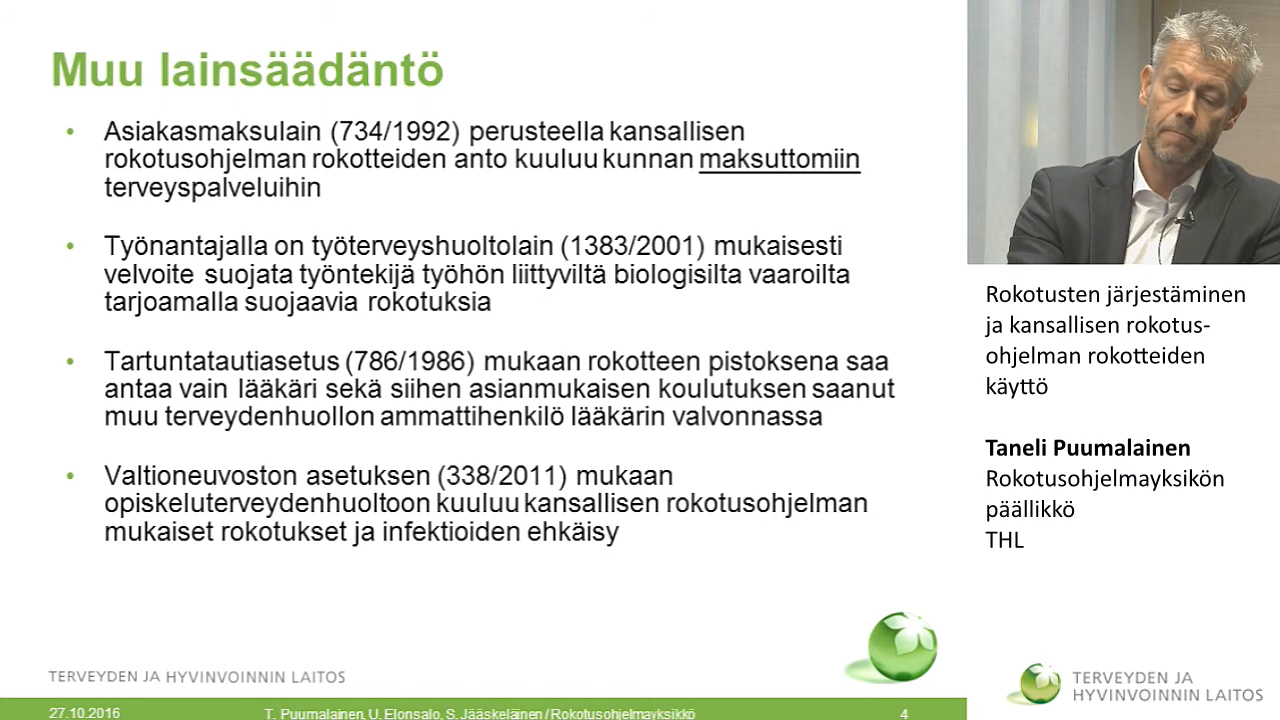 Muu lainsäädäntö
• Asiakasmaksulain (734/1992) perusteella kansallisen
rokotusohjelman rokotteiden anto kuuluu kunnan maksuttomiin
terveyspalveluihin
• Työnantajalla on työterveyshuoltolain (1383/2001) mukaisesti
velvoite suojata työntekijä työhön liittyviltä biologisilta vaaroilta
tarjoamalla suojaavia rokotuksia
• Tartuntatautiasetus (786/1986) mukaan rokotteen pistoksena saa
antaa vain lääkäri sekä siihen asianmukaisen koulutuksen saanut
muu terveydenhuollon ammattihenkilö lääkärin valvonnassa
• Valtioneuvoston asetuksen (338/2011) mukaan
opiskeluterveydenhuoltoon kuuluu kansallisen rokotusohjelman
mukaiset rokotukset ja infektioiden ehkäisy
TERVEYDEN JA HYVINVOINNIN LAITOS
27.10.2016 T. Puumalainen, U. Elonsalo, S. Jääskeläinen / Rokotusohjelmayksikkö 4
Rokotusten järjestäminen
ja kansallisen rokotus-
ohjelman rokotteiden
käyttö
Taneli Puumalainen
Rokotusohjelmayksikön
päällikkö
THL
TERVEYDEN JA
HYVINVOINNIN LAITOS